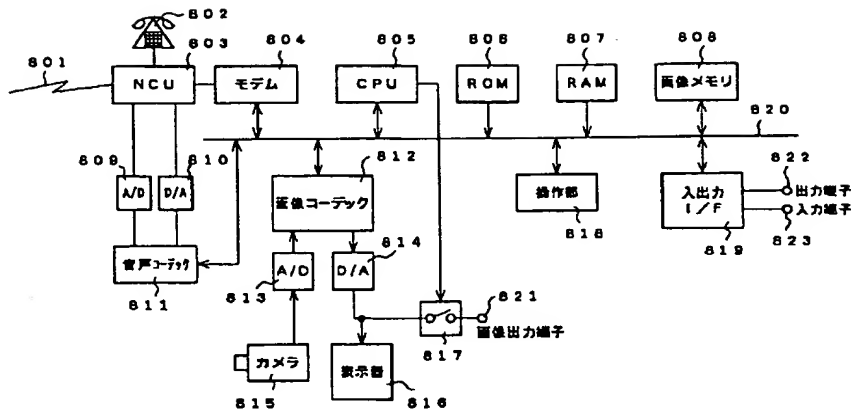 802
803
804
805
806
807
808
801
NCU
モデム
CPU
ROM
RAM
画像メモリ
820
809
810
812
822
A/D
D/A
画像コーデック
操作部
入出力
I/F
出力端子
入力端子
814
818
819
823
音声コーデック
813
A/D
D/A
821
811
画像出力端子
817
カメラ
表示器
815
816